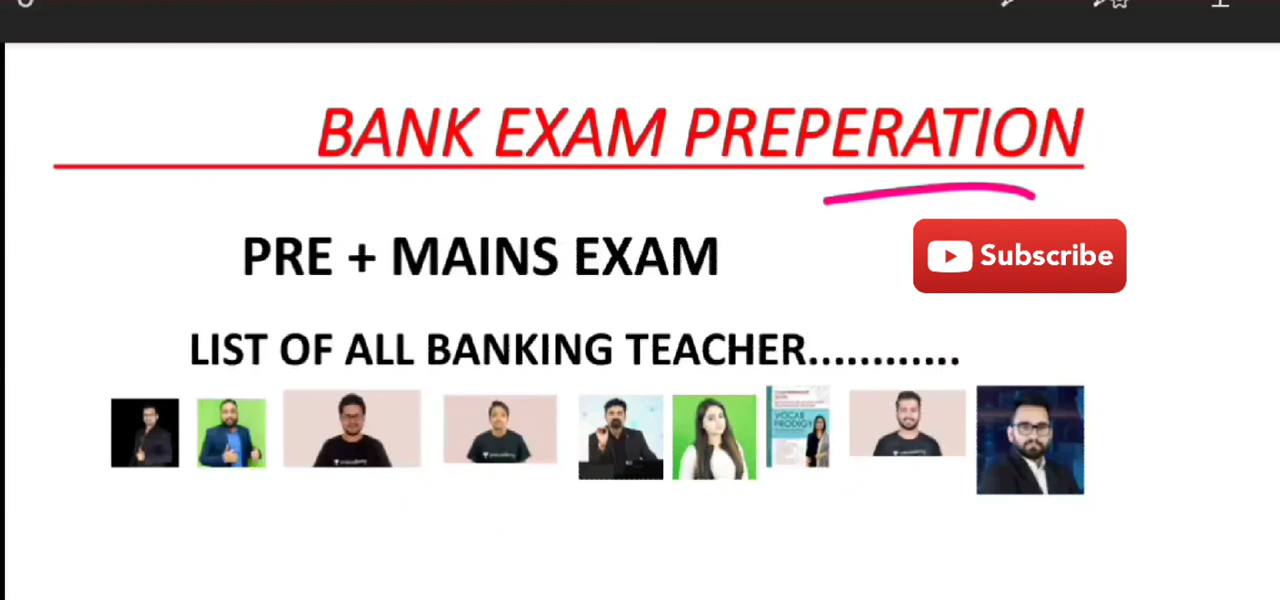 BANK EXAM PREPERATION
PRE + MAINS EXAM
Subscribe
LIST OF ALL BANKING TEACHER............
VOCAB
PRODIGY